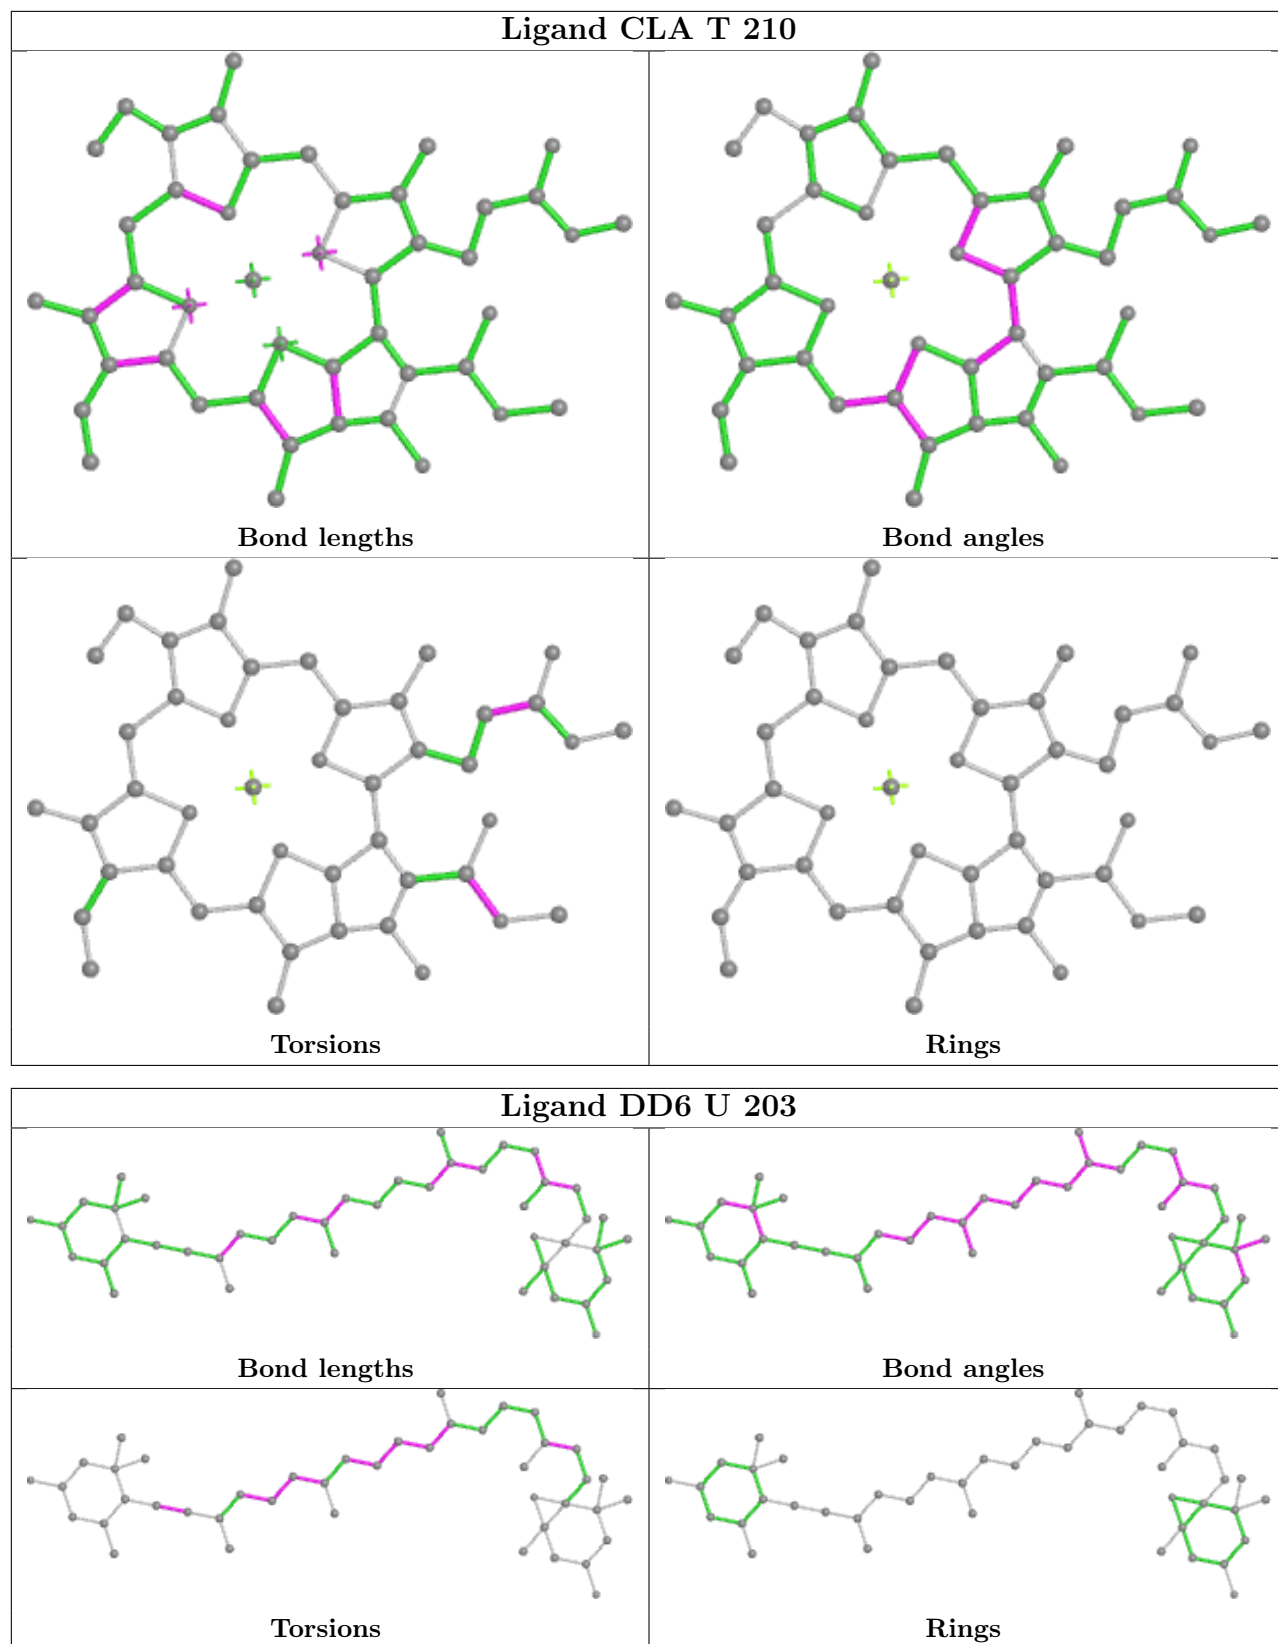 Ligand CLA T 210
Bond lengths
Bond angles
Torsions
Rings
Ligand DD6 U 203
Bond lengths
Bond angles
Torsions
Rings